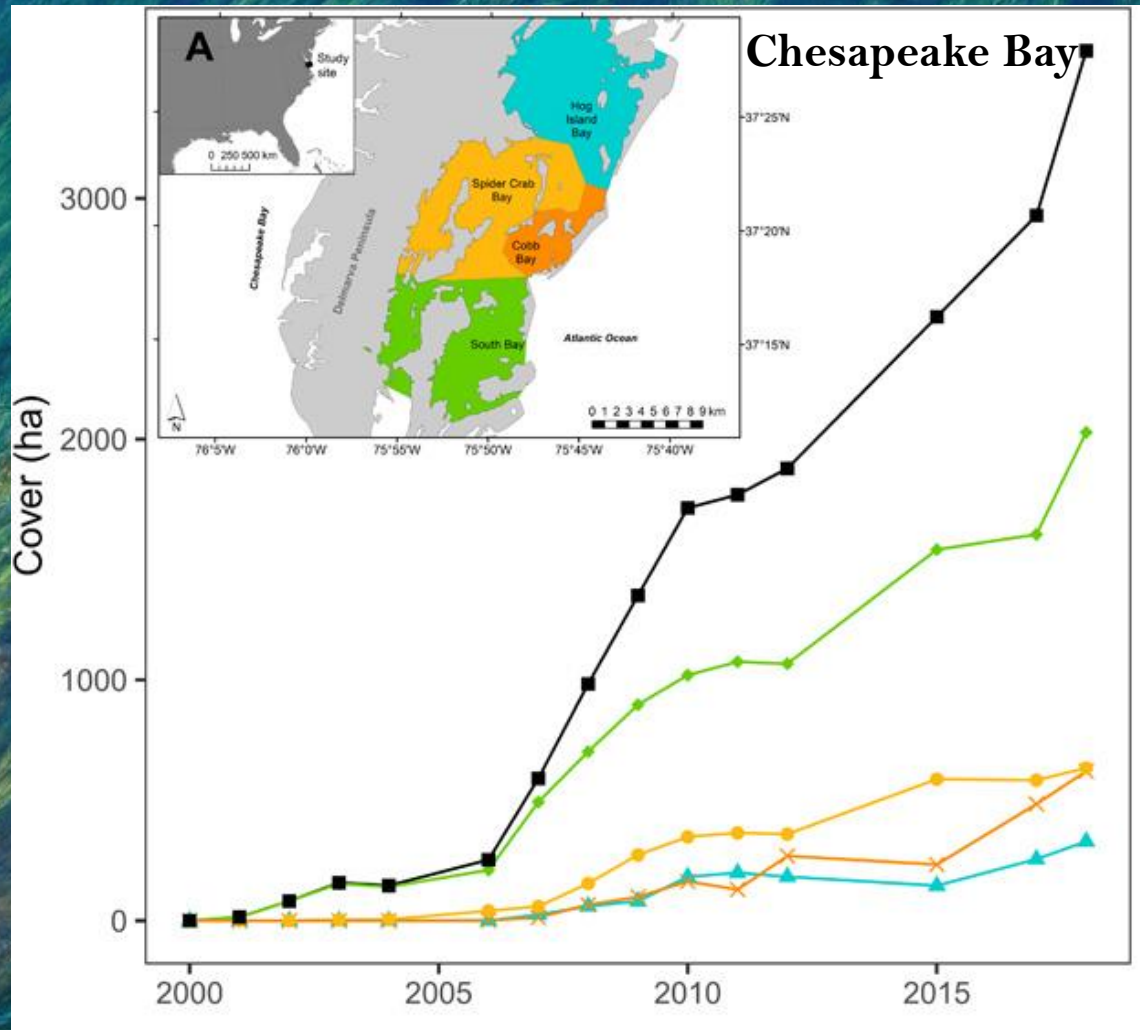 A
Study
site
0 250 500 km
Chesapeake Bay
Hog
Island
Bay
37°25'N
Spider Crab
Bay
37°20'N
Cobb
Bay
Chesapeake Bay
Delmarva Peninsula
South Bay
Atlantic Ocean
37°15'N
0 1 2 3 4 5 6 7 8 9 km
N
76°5'W 76°0'W 75°55'W 75°50'W 75°45'W 75°40'W
Cover (ha)
3000
2000
1000
0
2000 2005 2010 2015